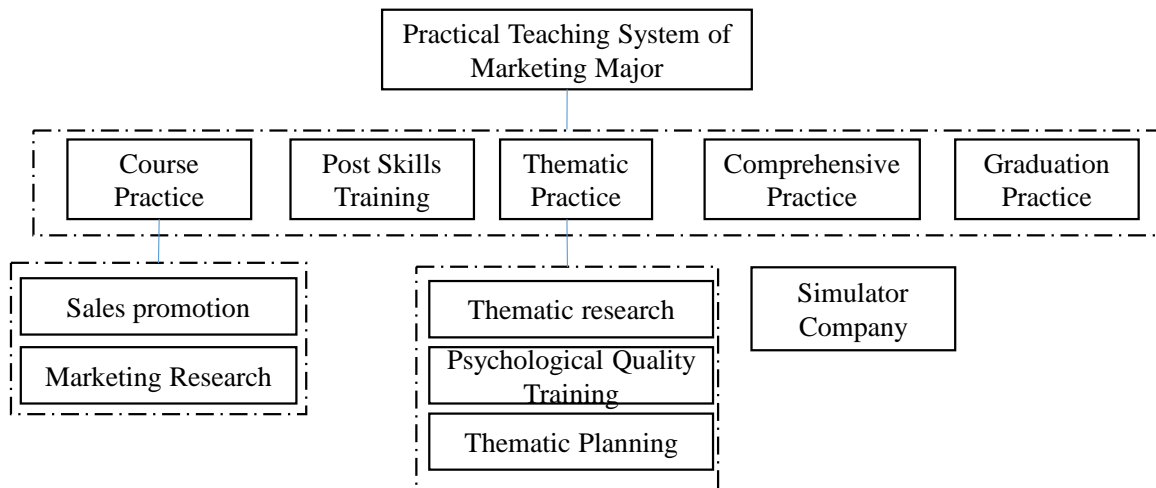 Practical Teaching System of
Marketing Major
Course
Practice
Post Skills
Training
Thematic
Practice
Comprehensive
Practice
Graduation
Practice
Sales promotion
Marketing Research
Thematic research
Psychological Quality
Training
Thematic Planning
Simulator
Company